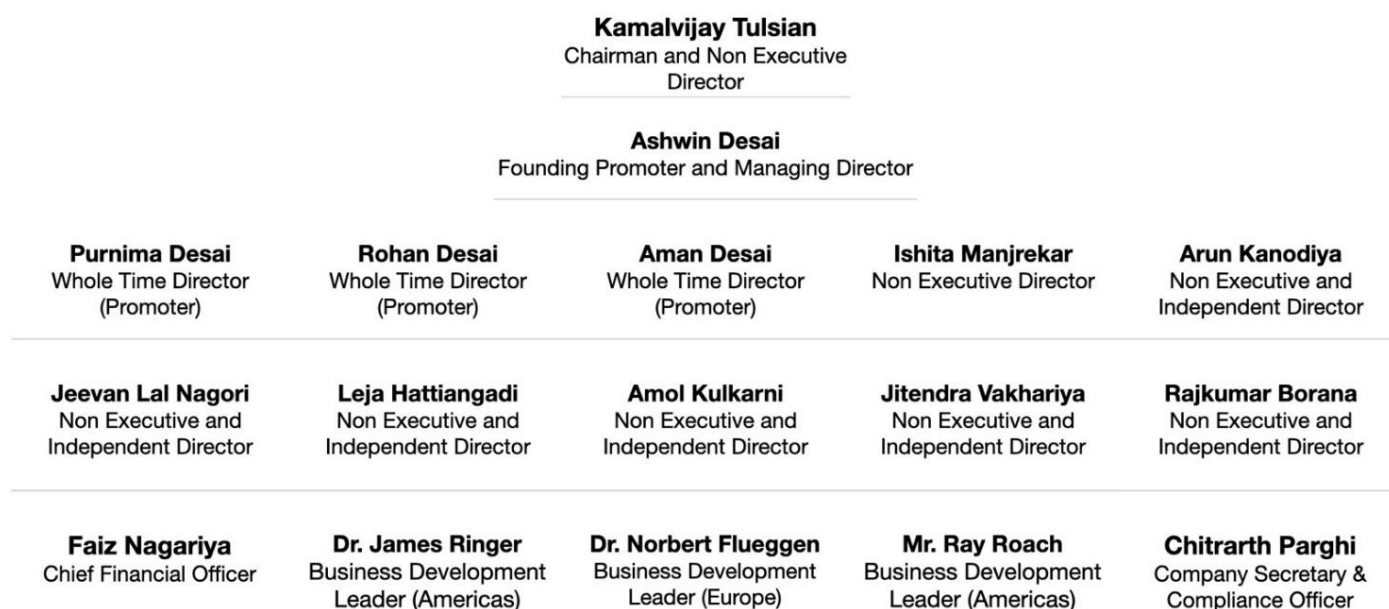 Kamalvijay Tulsian
Chairman and Non Executive
Director
Ashwin Desai
Founding Promoter and Managing Director
Purnima Desai
Whole Time Director
(Promoter)
Rohan Desai
Whole Time Director
(Promoter)
Aman Desai
Whole Time Director
(Promoter)
Ishita Manjrekar
Non Executive Director
Arun Kanodiya
Non Executive and
Independent Director
Jeevan Lal Nagori
Non Executive and
Independent Director
Leja Hattiangadi
Non Executive and
Independent Director
Amol Kulkarni
Non Executive and
Independent Director
Jitendra Vakhariya
Non Executive and
Independent Director
Rajkumar Borana
Non Executive and
Independent Director
Faiz Nagariya
Chief Financial Officer
Dr. James Ringer
Business Development
Leader (Americas)
Dr. Norbert Flueggen
Business Development
Leader (Europe)
Mr. Ray Roach
Business Development
Leader (Americas)
Chitrarth Parghi
Company Secretary &
Compliance Officer